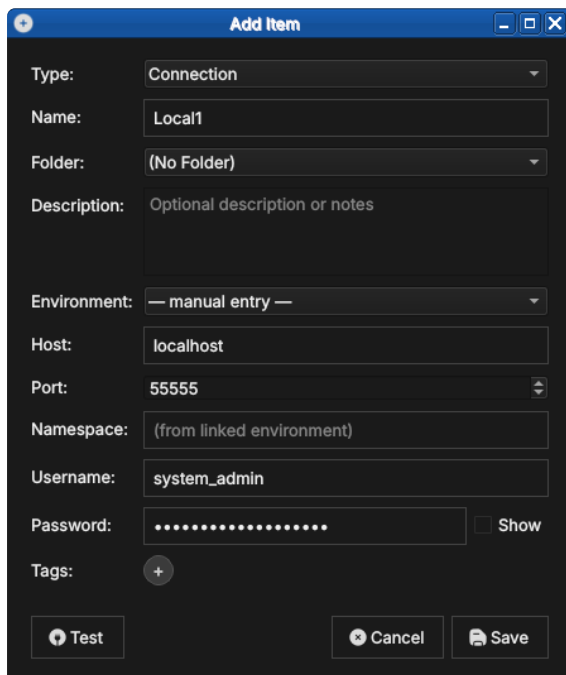 Add Item
Type: Connection
Name: Local1
Folder: (No Folder)
Description: Optional description or notes
Environment: — manual entry —
Host: localhost
Port: 55555
Namespace: (from linked environment)
Username: system_admin
Password: ••••••••••••••••••• Show
Tags: +
Test Cancel Save